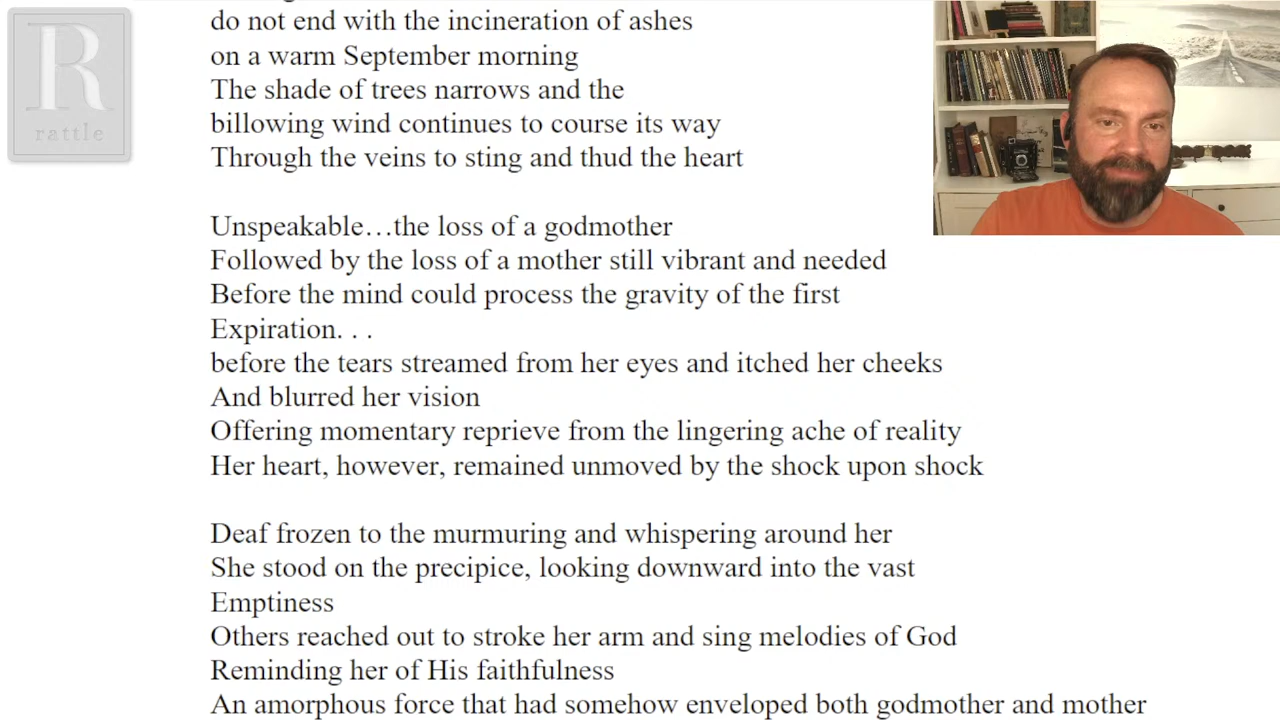 R
rattle
do not end with the incineration of ashes
on a warm September morning
The shade of trees narrows and the
billowing wind continues to course its way
Through the veins to sting and thud the heart
Unspeakable…the loss of a godmother
Followed by the loss of a mother still vibrant and needed
Before the mind could process the gravity of the first
Expiration. . .
before the tears streamed from her eyes and itched her cheeks
And blurred her vision
Offering momentary reprieve from the lingering ache of reality
Her heart, however, remained unmoved by the shock upon shock
Deaf frozen to the murmuring and whispering around her
She stood on the precipice, looking downward into the vast
Emptiness
Others reached out to stroke her arm and sing melodies of God
Reminding her of His faithfulness
An amorphous force that had somehow enveloped both godmother and mother